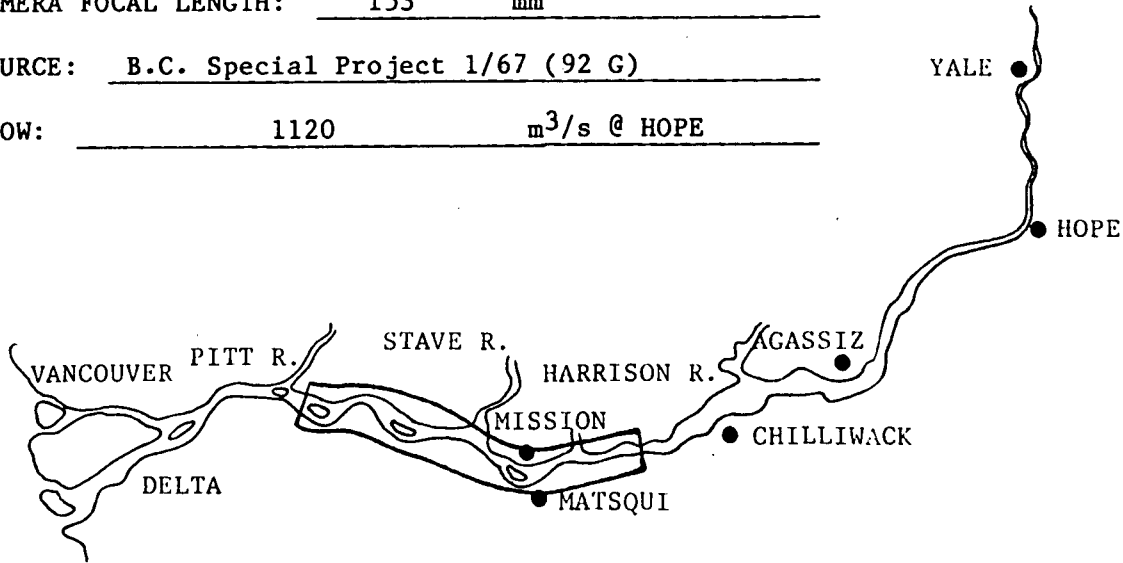 MERA FOCAL LENGTH: 153 mm
URCE: B.C. Special Project 1/67 (92 G)
YALE
OW: 1120 m3/s @ HOPE
HOPE
STAVE R.
AGASSIZ
PITT R.
VANCOUVER
HARRISON R.
MISSION
CHILLIWACK
DELTA
MATSQUI